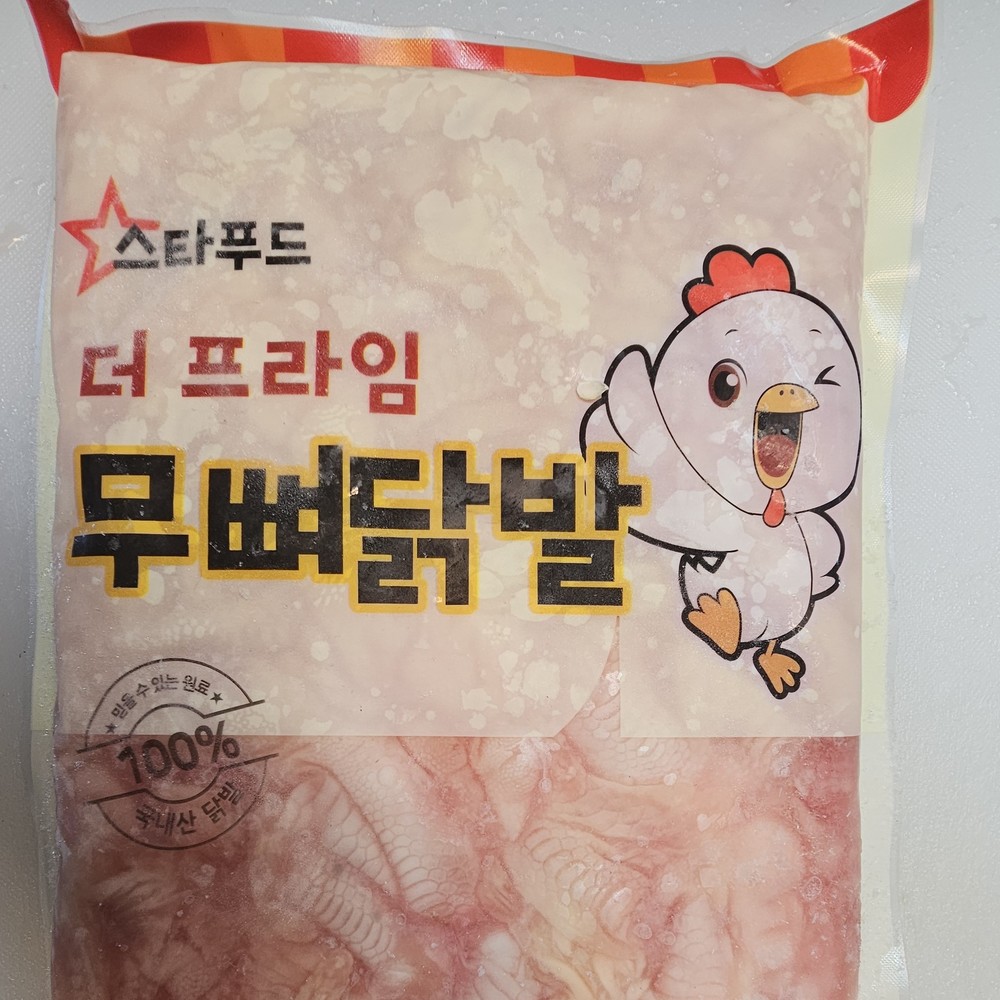 스타푸드
더 프라임
무뼈닭발
믿을 수 있는 원료
100%
국내산 닭발